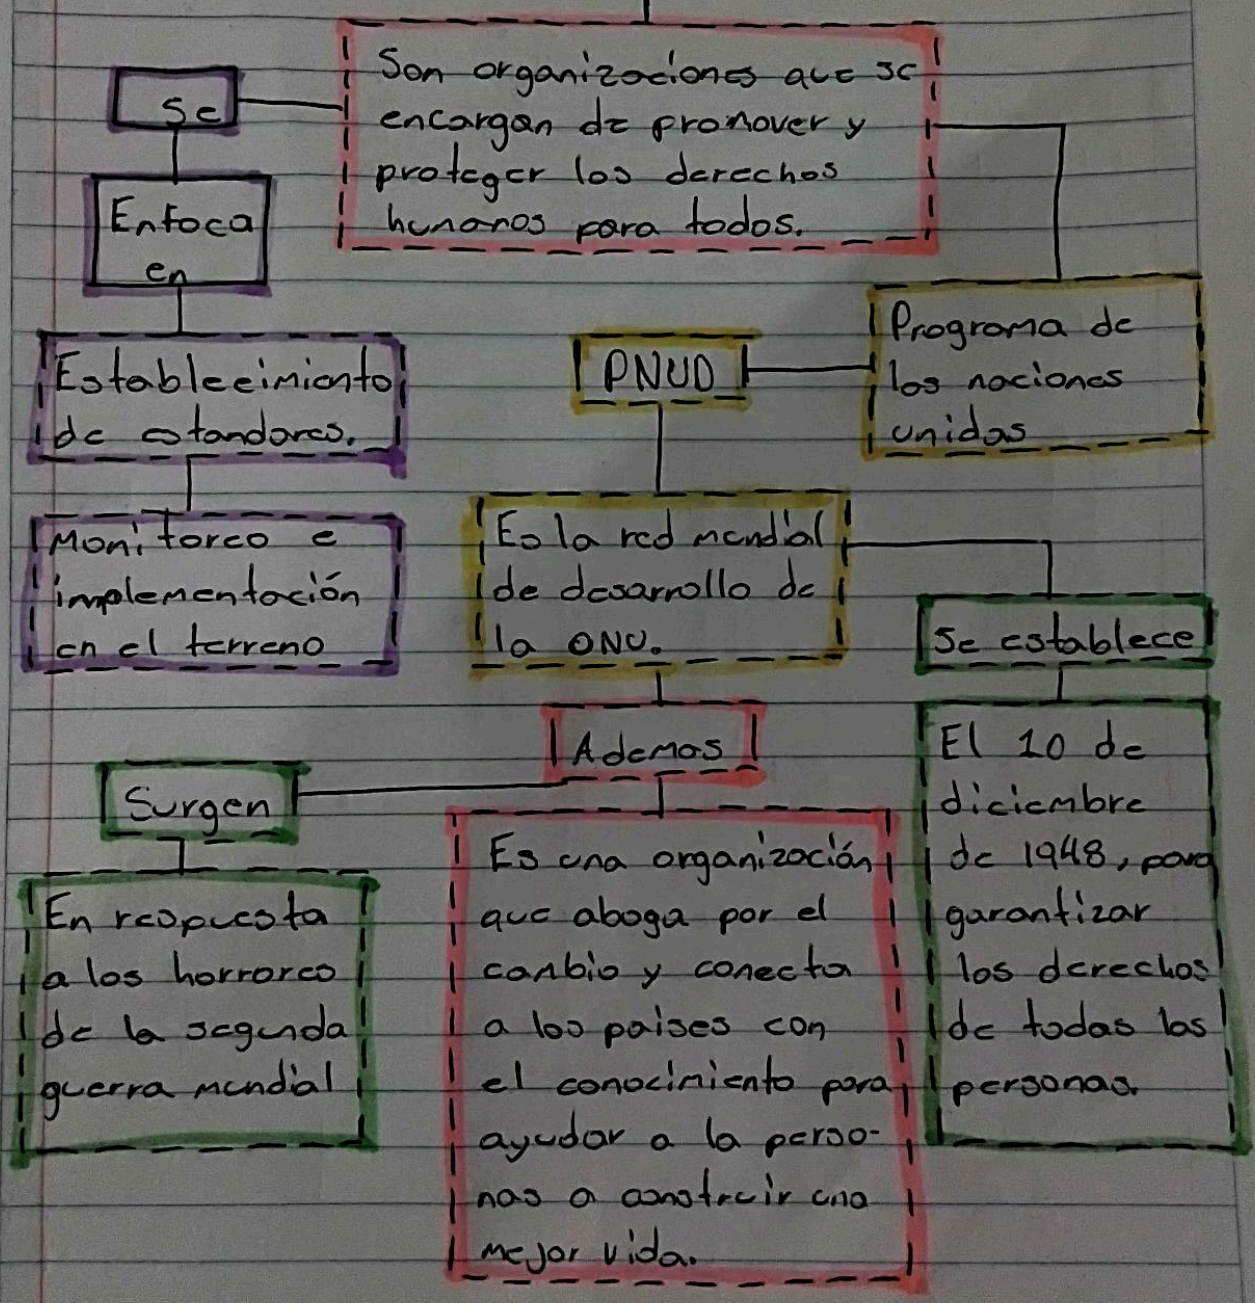 Son organizaciones que se
encargan de promover y
proteger los derechos
humanos para todos.
Se
Enfoca
en
Establecimiento
de estandares.
Monitoreo e
implementación
en el terreno
Programa de
las naciones
unidas
PNUD
Es la red mundial
de desarrollo de
la ONU.
Se establece
El 10 de
diciembre
de 1948, para
garantizar
los derechos
de todas las
personas.
Ademas
Surgen
En respuesta
a los horrores
de la segunda
guerra mundial
Es una organización
que aboga por el
cambio y conecta
a los paises con
el conocimiento para
ayudar a la perso-
nas a construir una
mejor vida.